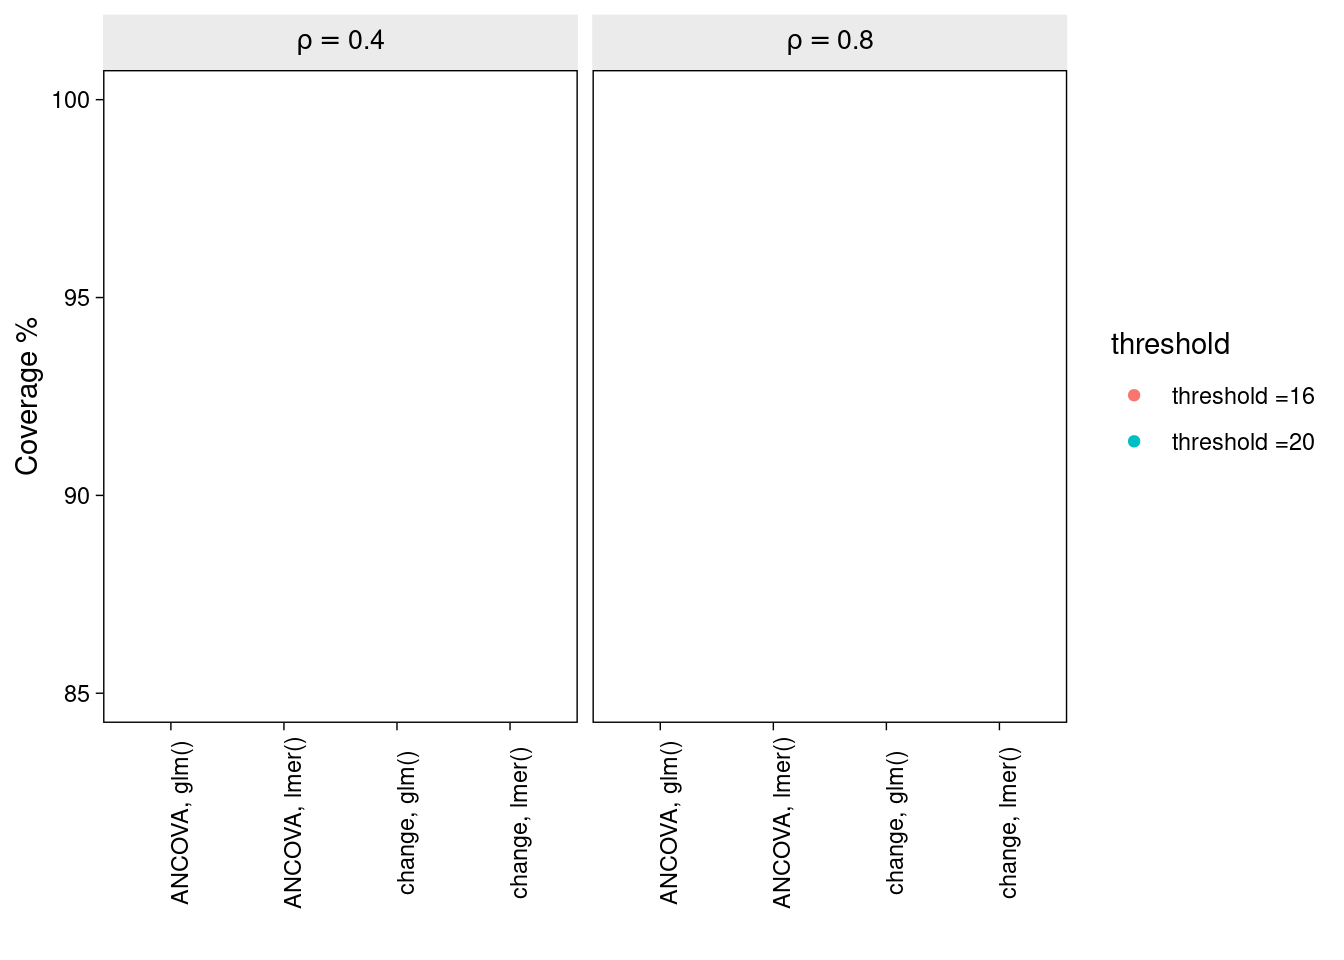 ρ = 0.4
ρ = 0.8
100
95
90
85
Coverage %
ANCOVA, glm()
ANCOVA, lmer()
change, glm()
change, lmer()
ANCOVA, glm()
ANCOVA, lmer()
change, glm()
change, lmer()
threshold
threshold =16
threshold =20